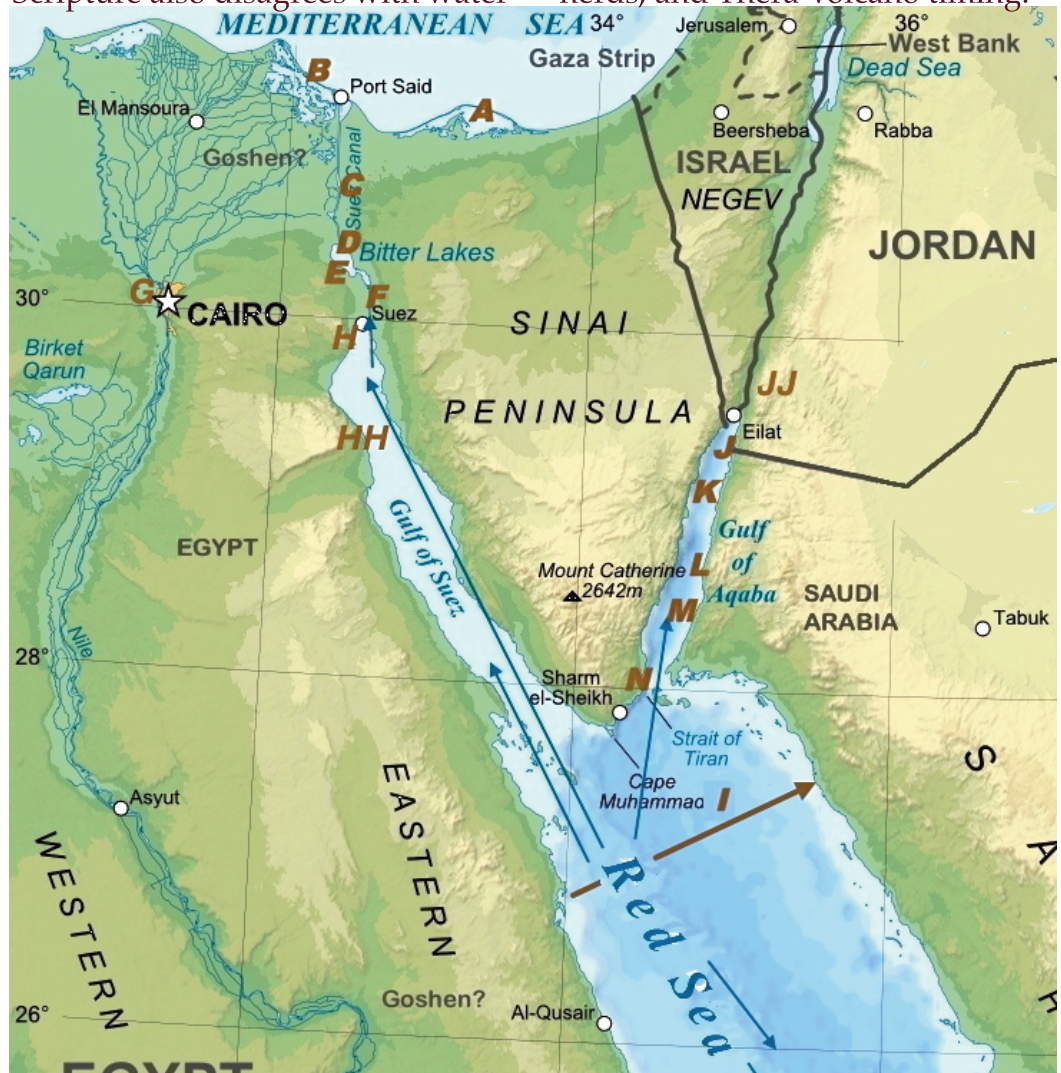 Scripture also disagrees with water
herds, and Thera volcano timing.
MEDITERRANEAN SEA
34°
Jerusalem
36°
Gaza Strip
West Bank
Dead Sea
B
Port Said
A
El Mansoura
Beersheba
Rabba
Goshen?
ISRAEL
NEGEV
Suez Canal
C
D
Bitter Lakes
E
JORDAN
30°
G
CAIRO
F
Suez
H
SINAI
PENINSULA
Birket
Qarun
JJ
Eilat
HH
J
K
Gulf of Suez
Gulf
of
Aqaba
L
EGYPT
Mount Catherine
2642m
M
SAUDI
ARABIA
Tabuk
Nile
28°
N
Sharm
el-Sheikh
Strait of
Tiran
Cape
Muhammad
I
S
A
Asyut
EASTERN
WESTERN
Red Sea
Goshen?
Al-Qusair
26°
EGYPT